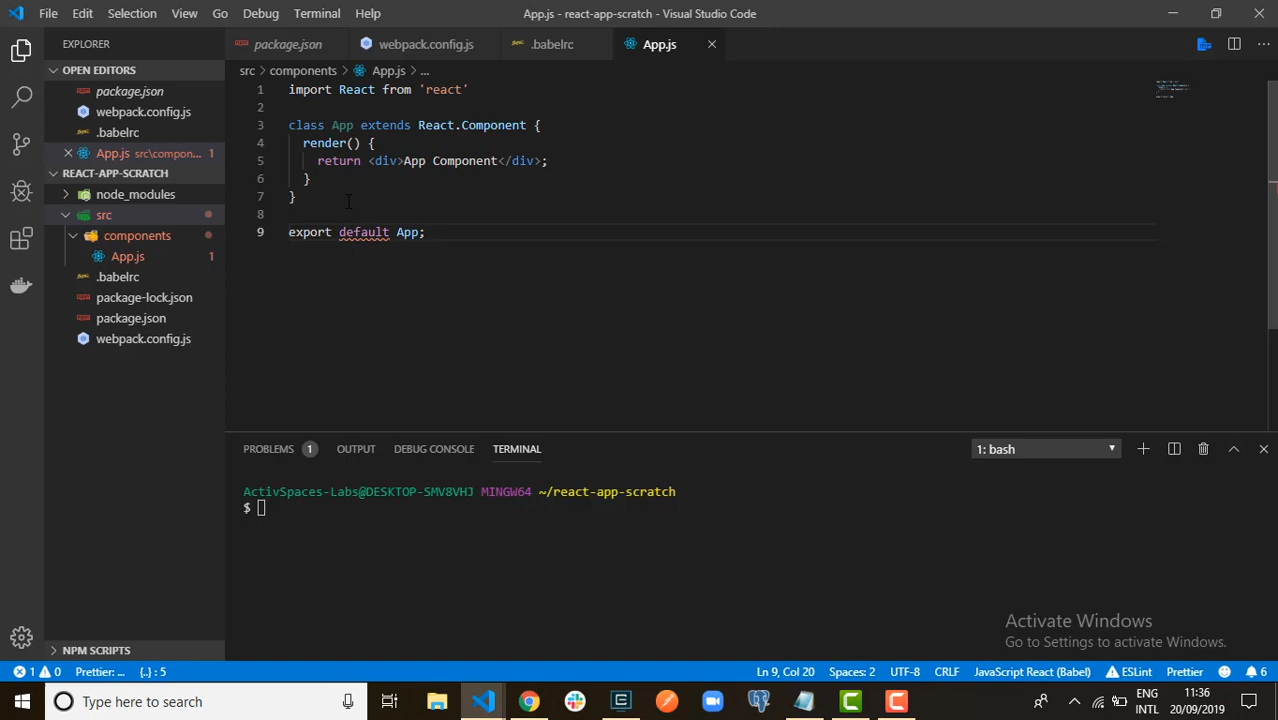 File Edit Selection View Go Debug Terminal Help
App.js - react-app-scratch - Visual Studio Code
EXPLORER
OPEN EDITORS
package.json
webpack.config.js
.babelrc
App.js src\compon... 1
REACT-APP-SCRATCH
node_modules
src
components
App.js 1
.babelrc
package-lock.json
package.json
webpack.config.js
NPM SCRIPTS
package.json webpack.config.js .babelrc App.js
src > components > App.js > ...
1 import React from 'react'
2
3 class App extends React.Component {
4 render() {
5 return <div>App Component</div>;
6 }
7 }
8
9 export default App;
PROBLEMS 1 OUTPUT DEBUG CONSOLE TERMINAL
1: bash
ActivSpaces-Labs@DESKTOP-SMV8VHJ MINGW64 ~/react-app-scratch
$
Activate Windows
Go to Settings to activate Windows.
1 0 Prettier: ... {..} : 5
Ln 9, Col 20 Spaces: 2 UTF-8 CRLF JavaScript React (Babel) ESLint Prettier 6
Type here to search
ENG
INTL
11:36
20/09/2019